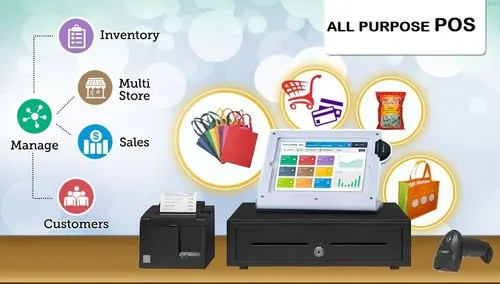 ALL PURPOSE POS
Inventory
Multi
Store
Manage
Sales
Customers